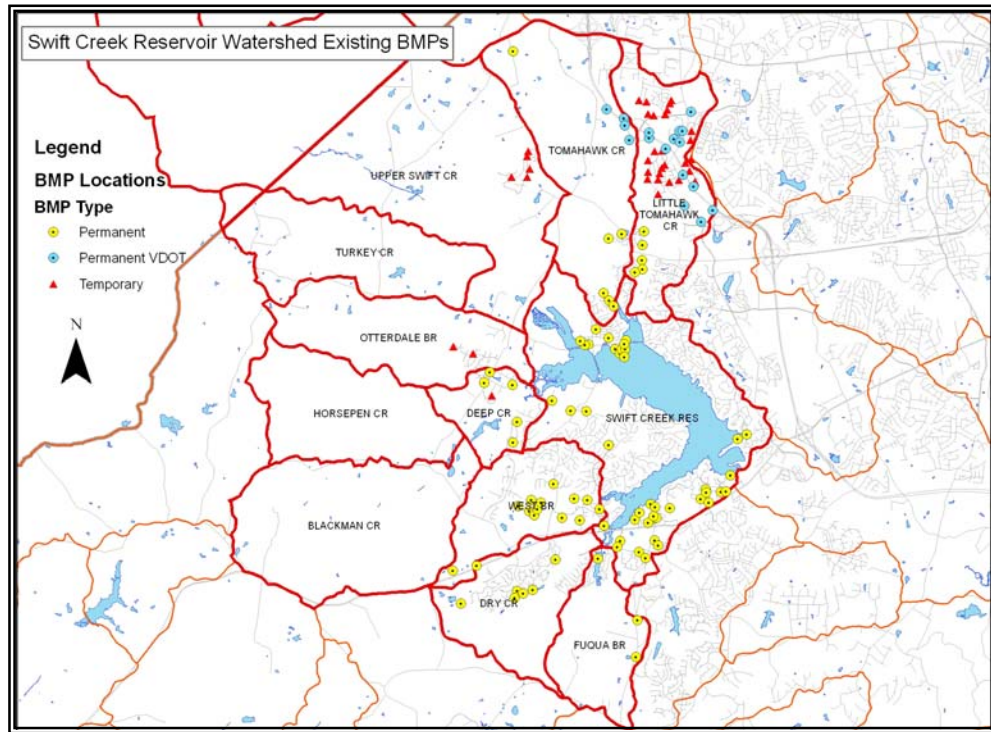 Swift Creek Reservoir Watershed Existing BMPs
Legend
BMP Locations
BMP Type
Permanent
Permanent VDOT
Temporary
N
UPPER SWIFT CR
TOMAHAWK CR
LITTLE
TOMAHAWK
CR
TURKEY CR
OTTERDALE BR
HORSEPEN CR
DEEP CR
SWIFT CREEK RES
BLACKMAN CR
WEST BR
DRY CR
FUQUA BR